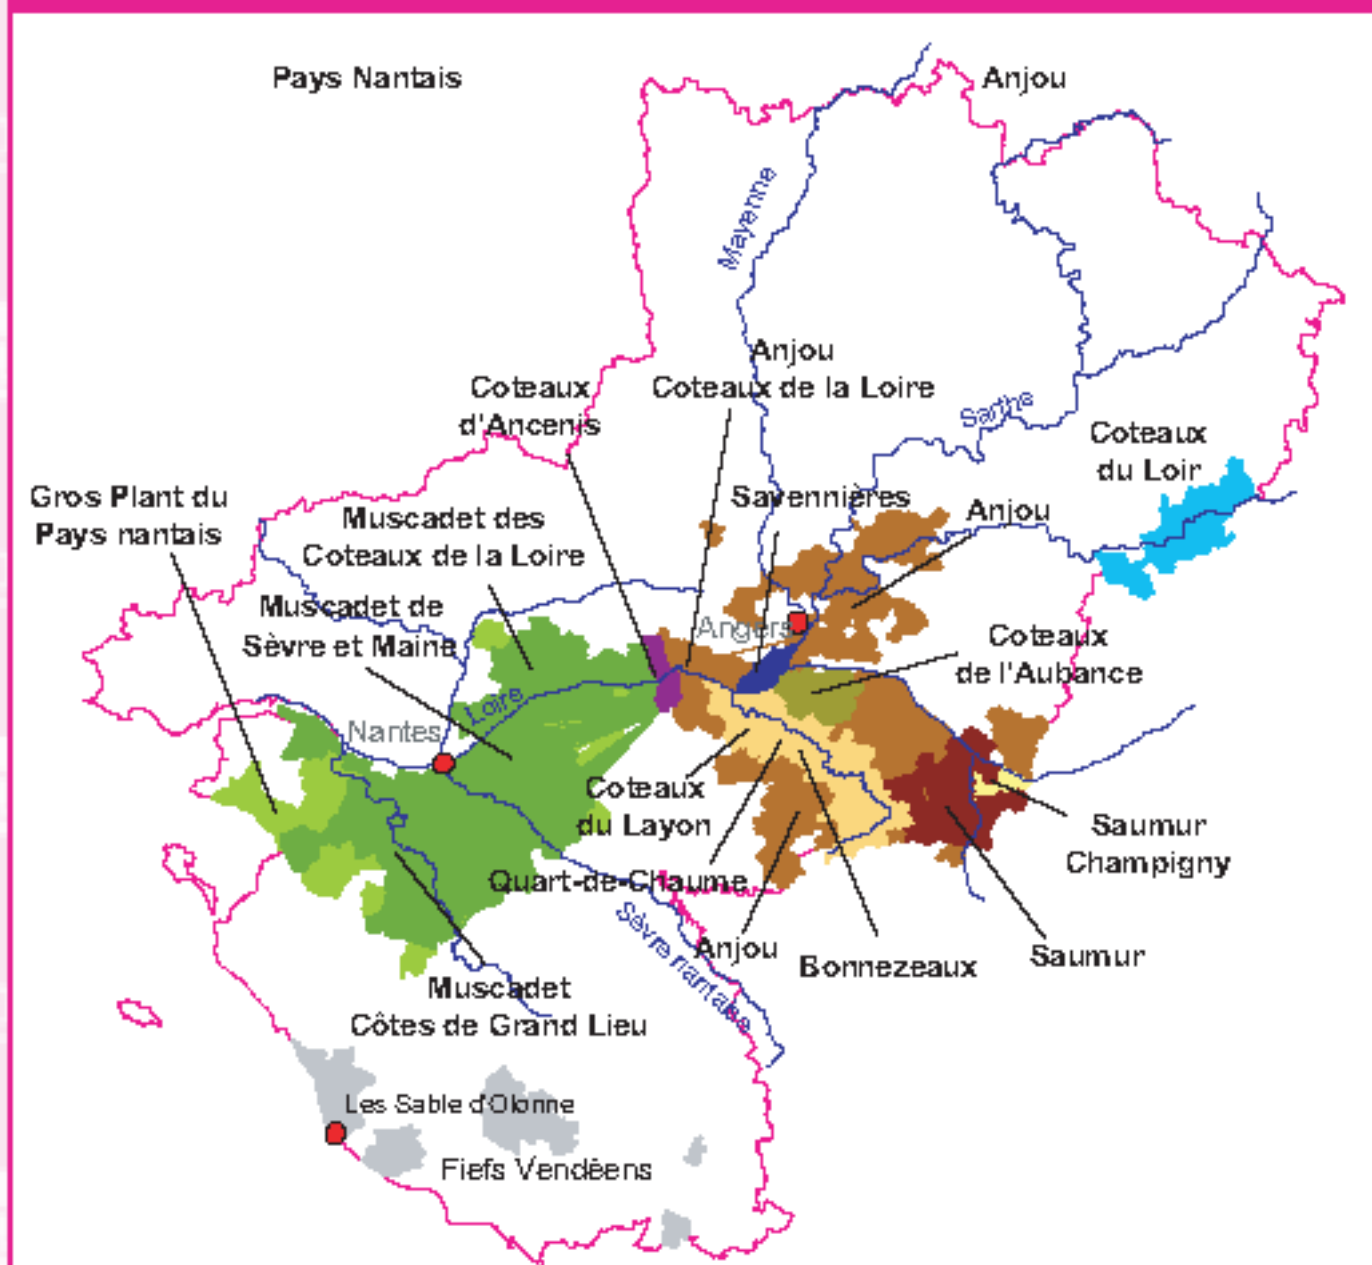 Pays Nantais
Anjou
Mayenne
Anjou
Coteaux de la Loire
Coteaux
d'Ancenis
Sarthe
Coteaux
du Loir
Gros Plant du
Pays nantais
Savennières
Anjou
Muscadet des
Coteaux de la Loire
Muscadet de
Sèvre et Maine
Angers
Coteaux
de l'Aubance
Loire
Nantes
Coteaux
du Layon
Saumur
Champigny
Quart-de-Chaume
Anjou
Bonnezeaux
Saumur
Sèvre nantaise
Muscadet
Côtes de Grand Lieu
Les Sable d'Olonne
Fiefs Vendéens